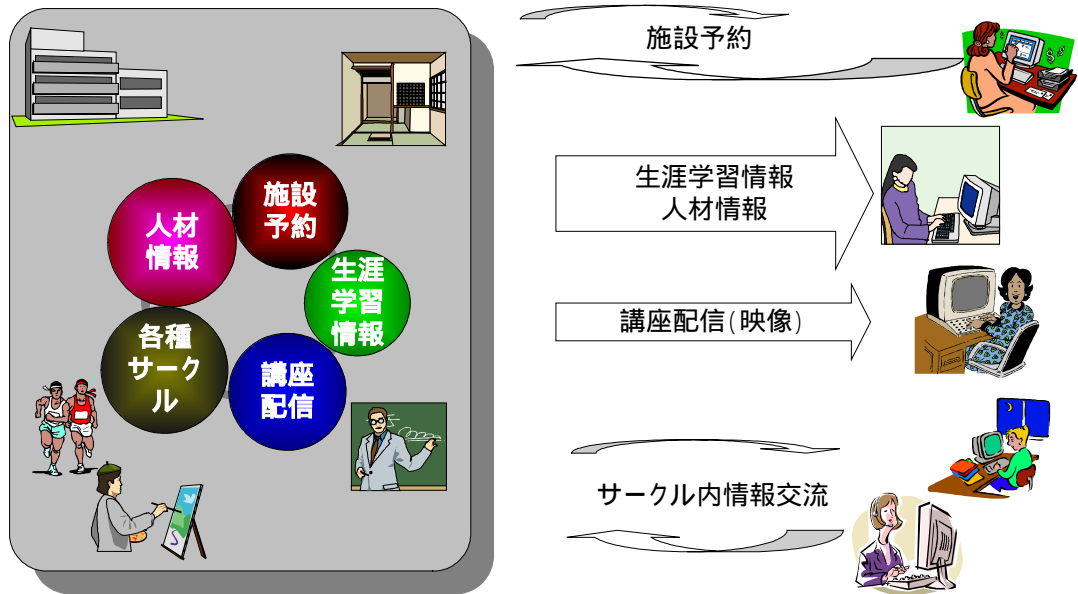 人材
情報
施設
予約
生涯
学習
情報
各種
サーク
ル
講座
配信
施設予約
生涯学習情報
人材情報
講座配信(映像)
サークル内情報交流